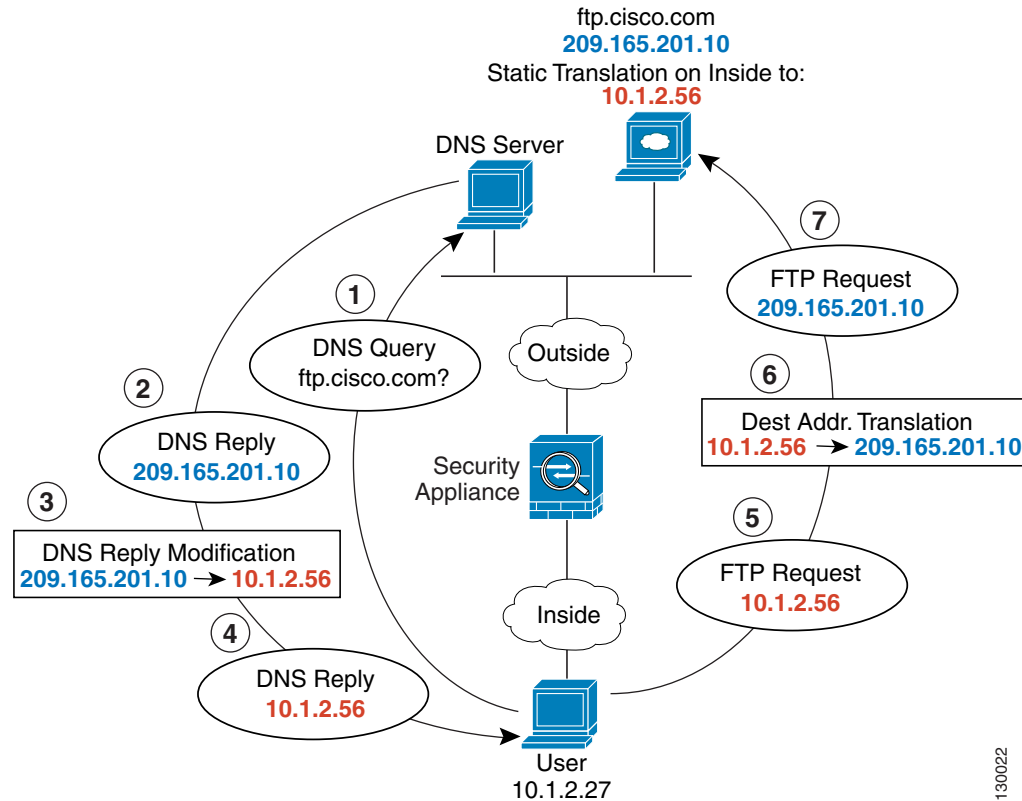 ftp.cisco.com
209.165.201.10
Static Translation on Inside to:
10.1.2.56
DNS Server
7
FTP Request
209.165.201.10
1
DNS Query
ftp.cisco.com?
Outside
2
DNS Reply
209.165.201.10
6
Dest Addr. Translation
10.1.2.56 → 209.165.201.10
Security
Appliance
3
DNS Reply Modification
209.165.201.10 → 10.1.2.56
5
FTP Request
10.1.2.56
Inside
4
DNS Reply
10.1.2.56
User
10.1.2.27
130022